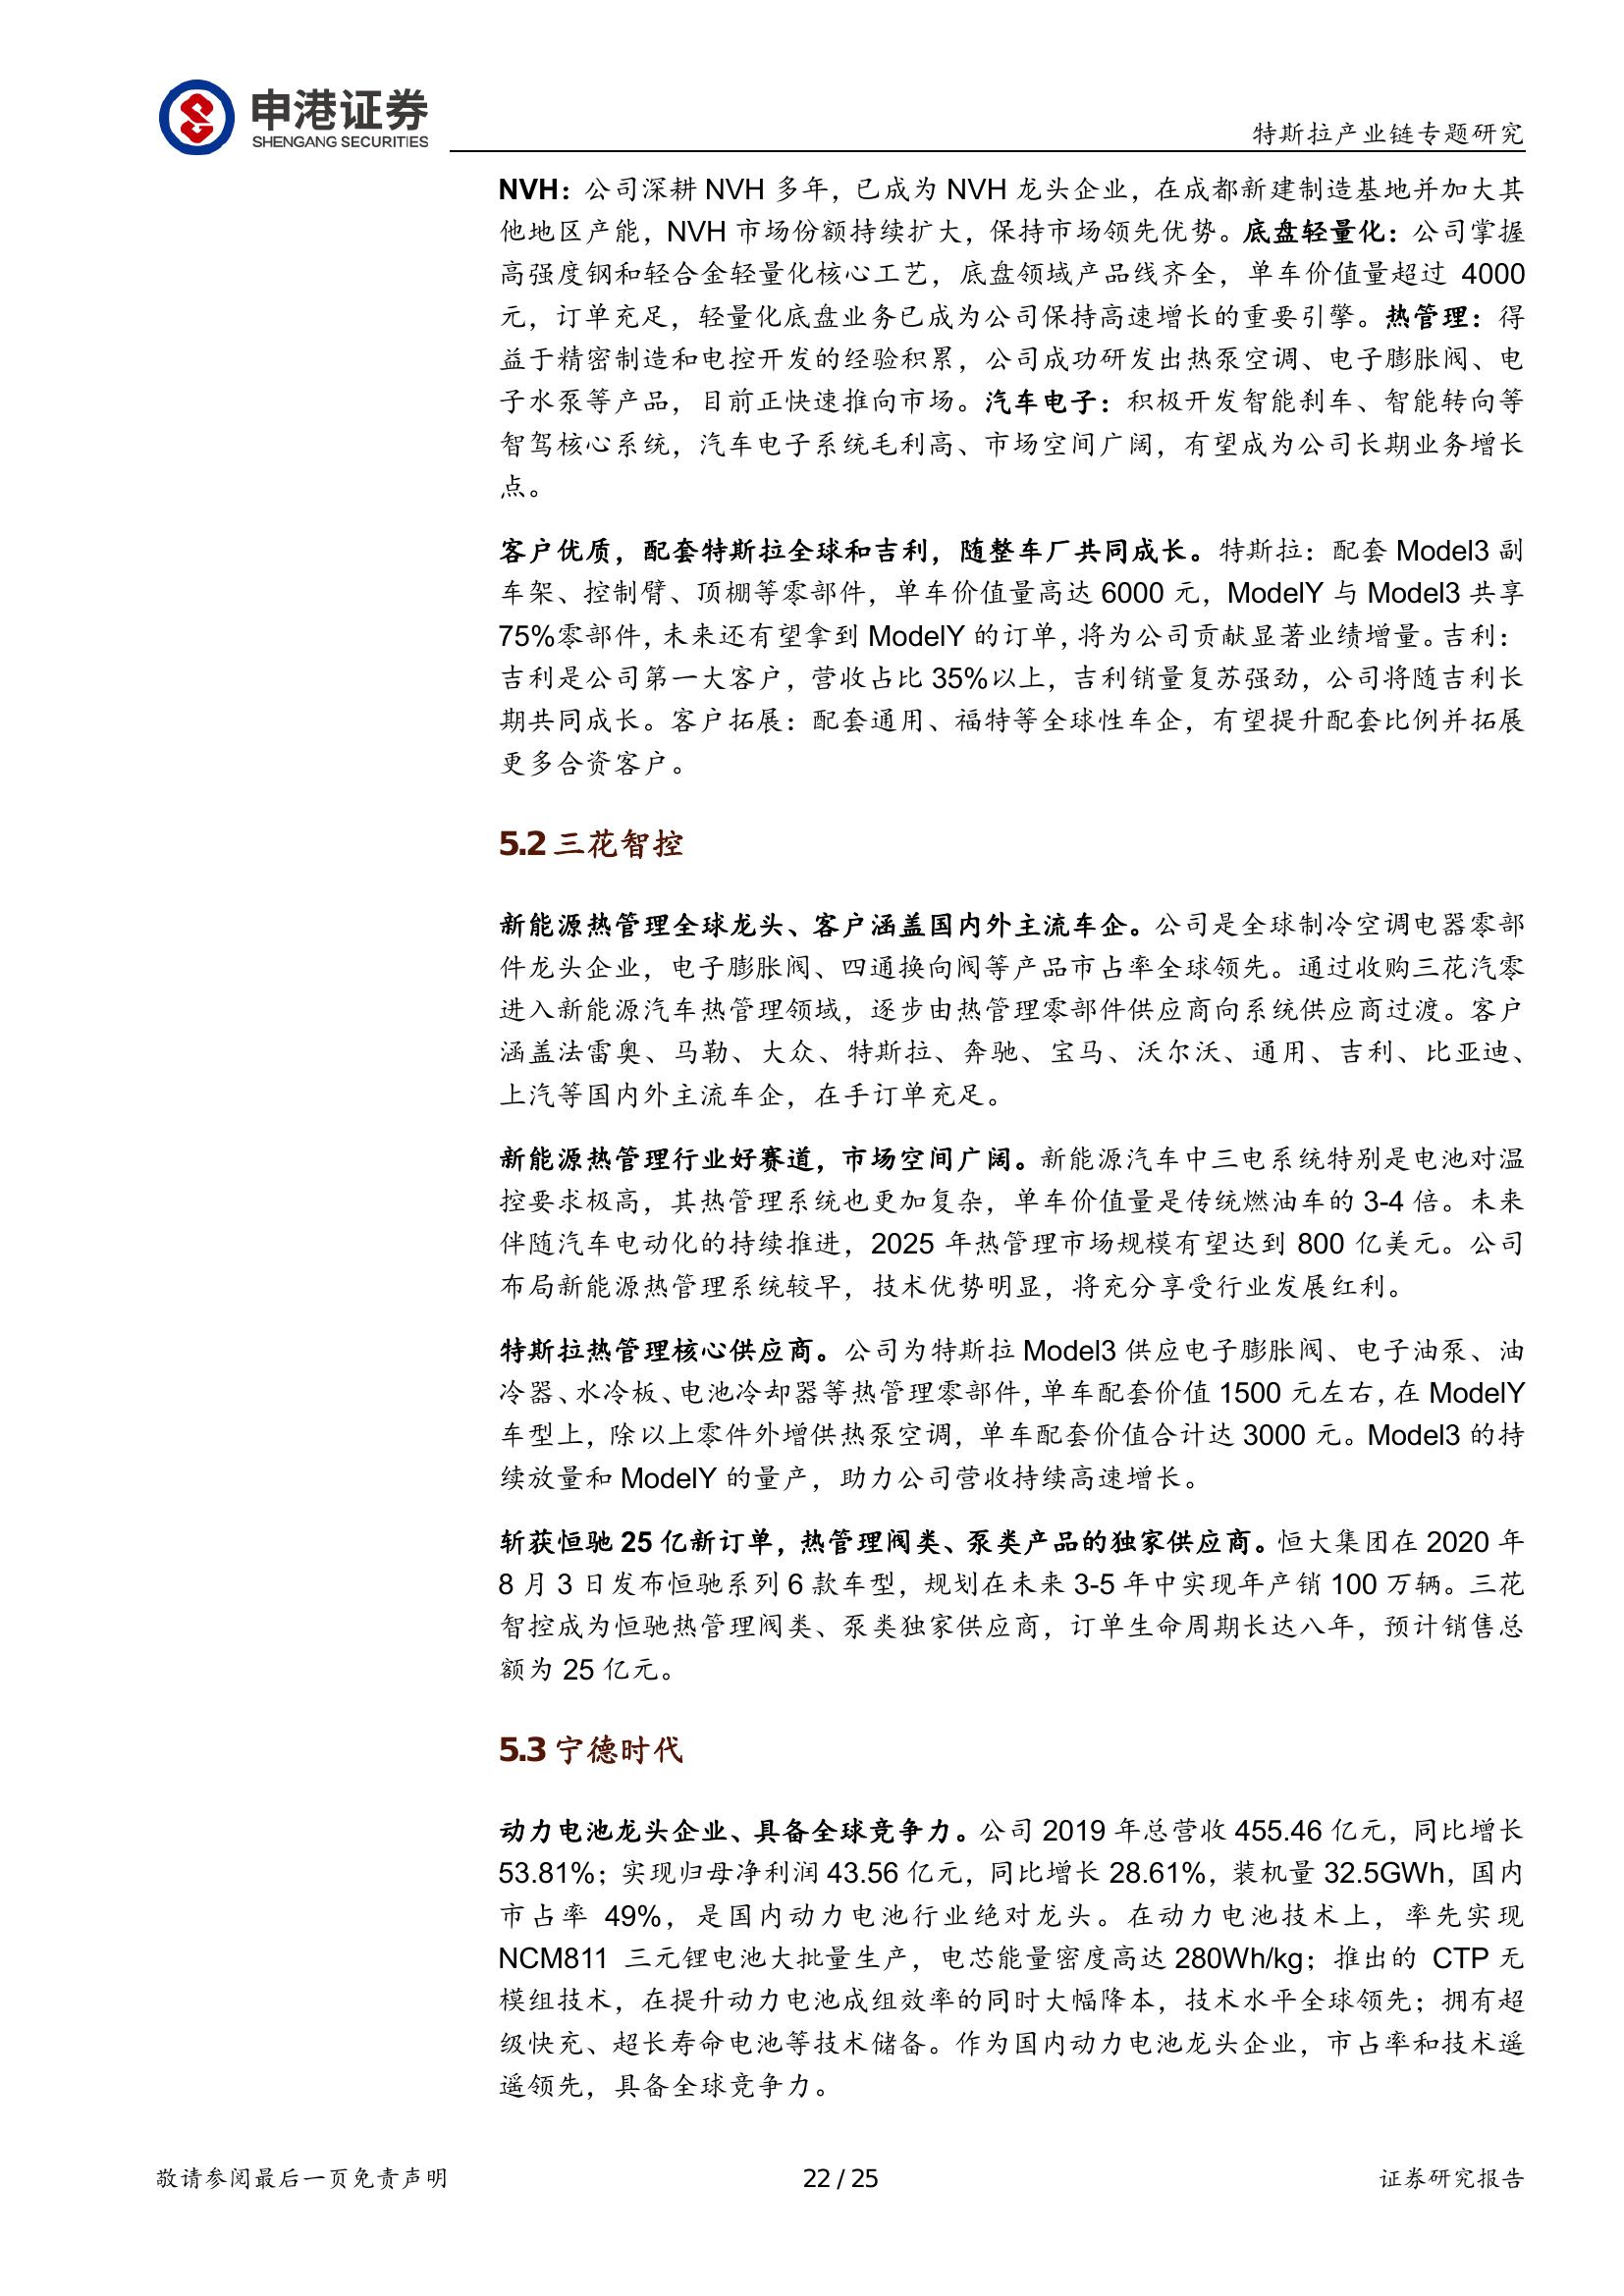 申港证券
SHENGANG SECURITIES
特斯拉产业链专题研究
NVH：公司深耕 NVH 多年，已成为 NVH 龙头企业，在成都新建制造基地并加大其
他地区产能，NVH 市场份额持续扩大，保持市场领先优势。底盘轻量化：公司掌握
高强度钢和轻合金轻量化核心工艺，底盘领域产品线齐全，单车价值量超过 4000
元，订单充足，轻量化底盘业务已成为公司保持高速增长的重要引擎。热管理：得
益于精密制造和电控开发的经验积累，公司成功研发出热泵空调、电子膨胀阀、电
子水泵等产品，目前正快速推向市场。汽车电子：积极开发智能刹车、智能转向等
智驾核心系统，汽车电子系统毛利高、市场空间广阔，有望成为公司长期业务增长
点。
客户优质，配套特斯拉全球和吉利，随整车厂共同成长。特斯拉：配套 Model3 副
车架、控制臂、顶棚等零部件，单车价值量高达 6000 元，ModelY 与 Model3 共享
75%零部件，未来还有望拿到 ModelY 的订单，将为公司贡献显著业绩增量。吉利：
吉利是公司第一大客户，营收占比 35%以上，吉利销量复苏强劲，公司将随吉利长
期共同成长。客户拓展：配套通用、福特等全球性车企，有望提升配套比例并拓展
更多合资客户。
5.2 三花智控
新能源热管理全球龙头、客户涵盖国内外主流车企。公司是全球制冷空调电器零部
件龙头企业，电子膨胀阀、四通换向阀等产品市占率全球领先。通过收购三花汽零
进入新能源汽车热管理领域，逐步由热管理零部件供应商向系统供应商过渡。客户
涵盖法雷奥、马勒、大众、特斯拉、奔驰、宝马、沃尔沃、通用、吉利、比亚迪、
上汽等国内外主流车企，在手订单充足。
新能源热管理行业好赛道，市场空间广阔。新能源汽车中三电系统特别是电池对温
控要求极高，其热管理系统也更加复杂，单车价值量是传统燃油车的 3-4 倍。未来
伴随汽车电动化的持续推进，2025 年热管理市场规模有望达到 800 亿美元。公司
布局新能源热管理系统较早，技术优势明显，将充分享受行业发展红利。
特斯拉热管理核心供应商。公司为特斯拉 Model3 供应电子膨胀阀、电子油泵、油
冷器、水冷板、电池冷却器等热管理零部件，单车配套价值 1500 元左右，在 ModelY
车型上，除以上零件外增供热泵空调，单车配套价值合计达 3000 元。Model3 的持
续放量和 ModelY 的量产，助力公司营收持续高速增长。
斩获恒驰 25 亿新订单，热管理阀类、泵类产品的独家供应商。恒大集团在 2020 年
8 月 3 日发布恒驰系列 6 款车型，规划在未来 3-5 年中实现年产销 100 万辆。三花
智控成为恒驰热管理阀类、泵类独家供应商，订单生命周期长达八年，预计销售总
额为 25 亿元。
5.3 宁德时代
动力电池龙头企业、具备全球竞争力。公司 2019 年总营收 455.46 亿元，同比增长
53.81%；实现归母净利润 43.56 亿元，同比增长 28.61%，装机量 32.5GWh，国内
市占率 49%，是国内动力电池行业绝对龙头。在动力电池技术上，率先实现
NCM811 三元锂电池大批量生产，电芯能量密度高达 280Wh/kg；推出的 CTP 无
模组技术，在提升动力电池成组效率的同时大幅降本，技术水平全球领先；拥有超
级快充、超长寿命电池等技术储备。作为国内动力电池龙头企业，市占率和技术遥
遥领先，具备全球竞争力。
敬请参阅最后一页免责声明
22 / 25
证券研究报告